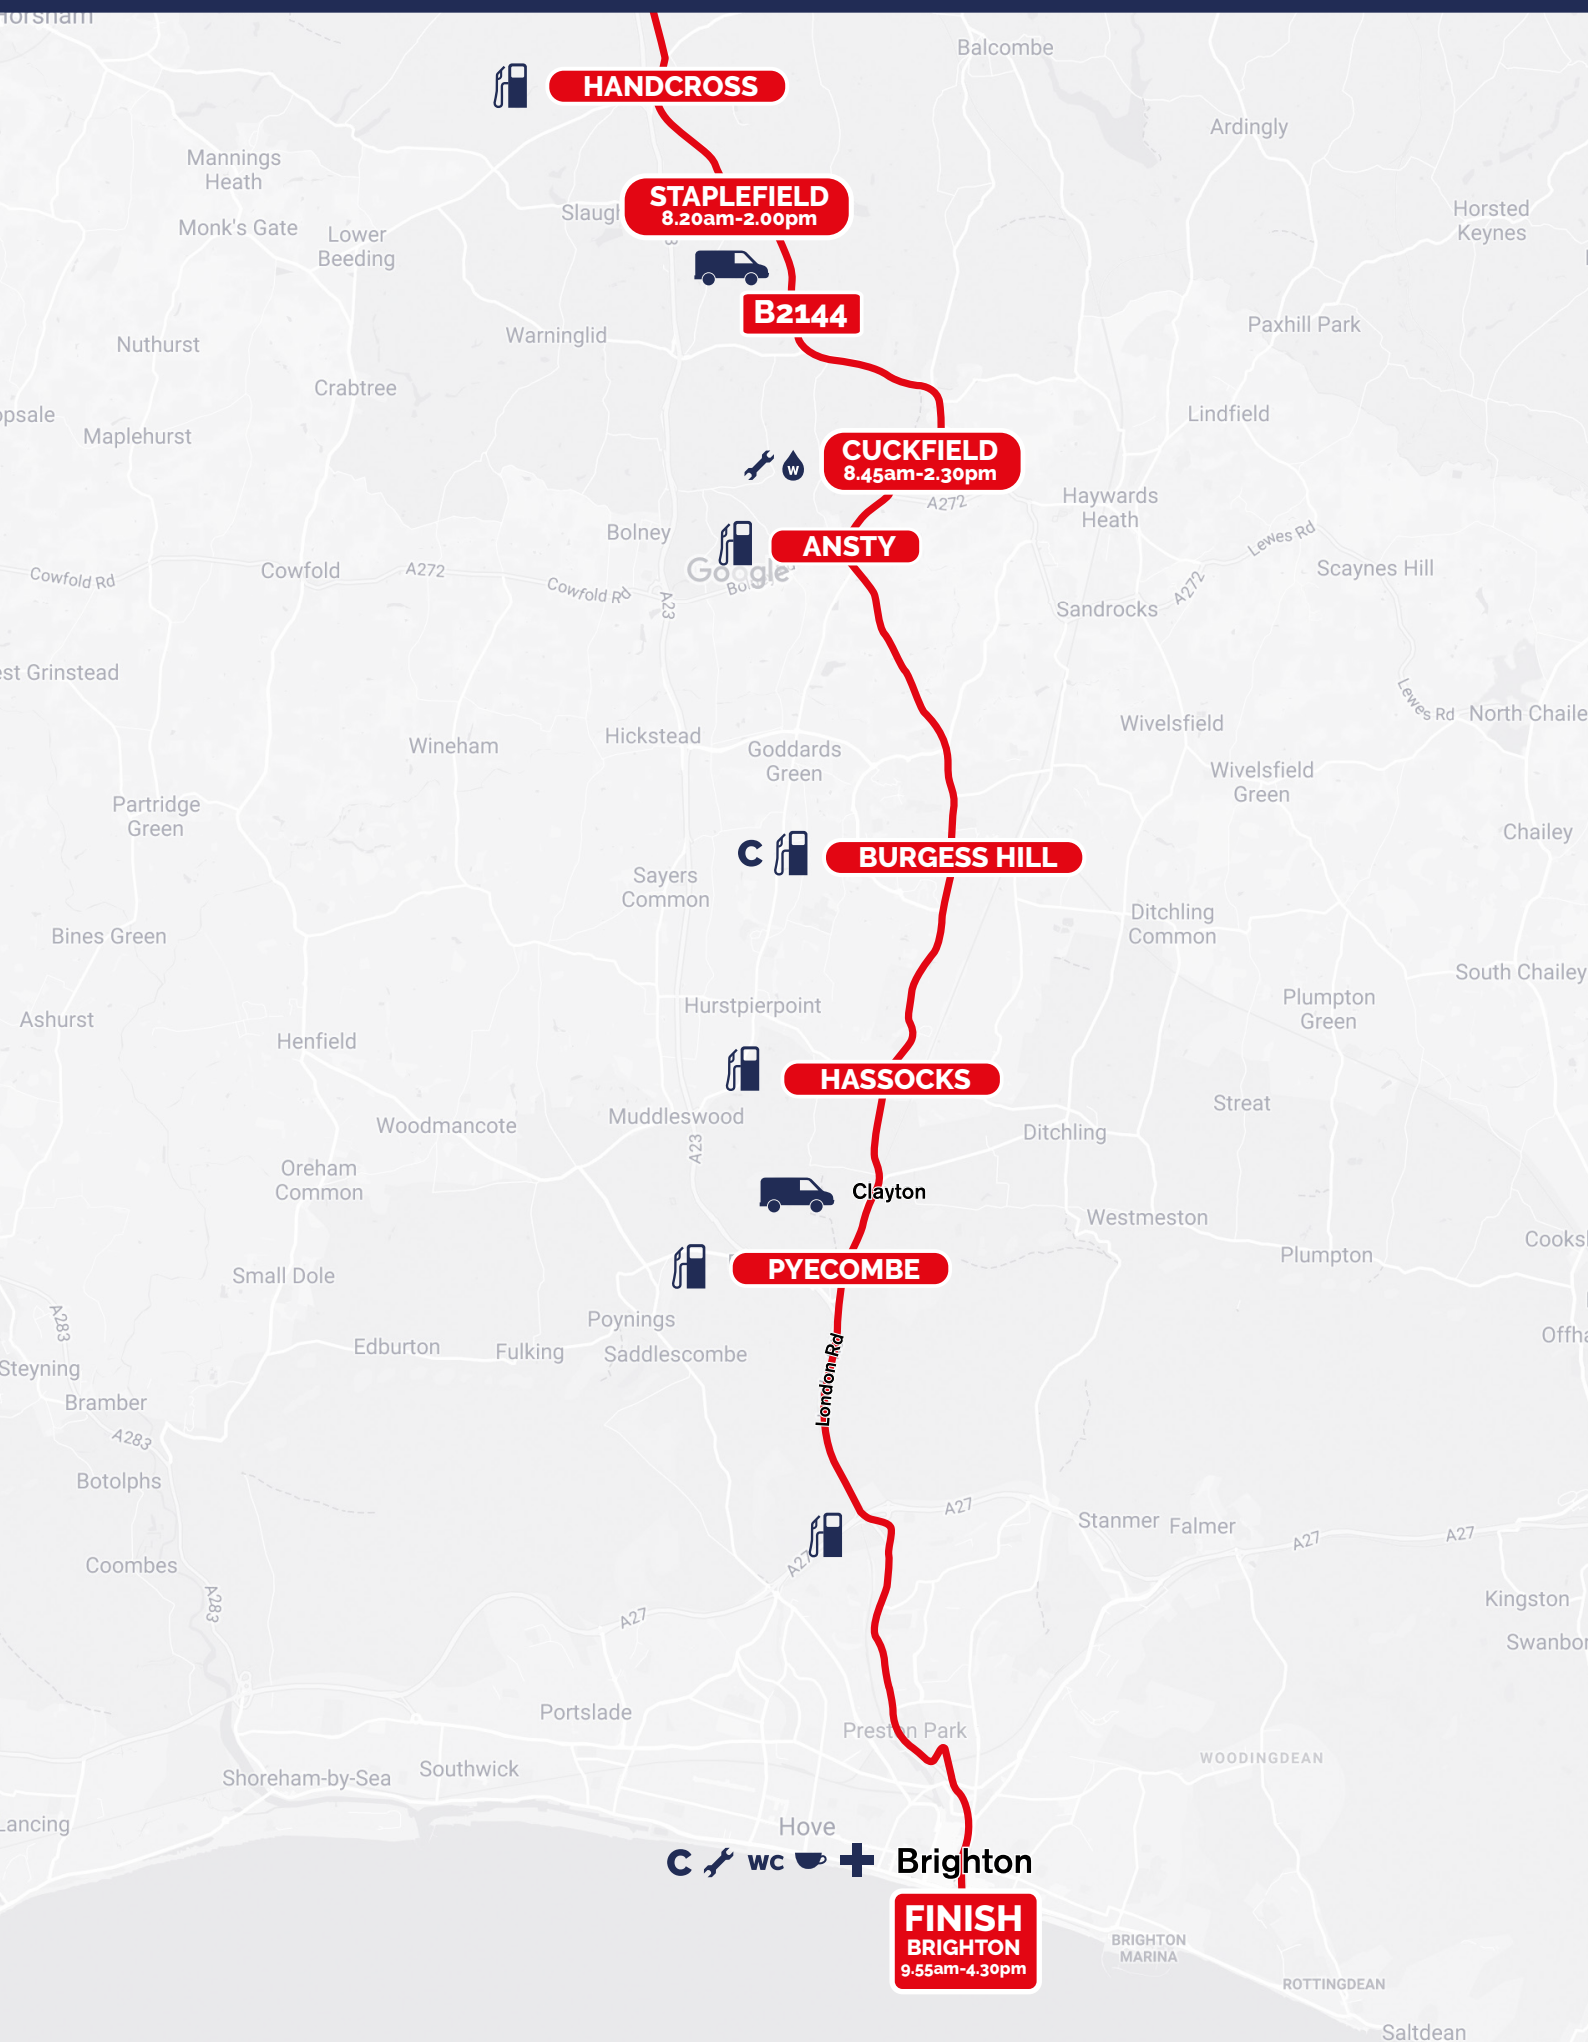 Horsham
Balcombe
HANDCROSS
Ardingly
Mannings
Heath
STAPLEFIELD
8.20am-2.00pm
Horsted
Keynes
Monk's Gate
Lower
Beeding
B2144
Paxhill Park
Warninglid
Nuthurst
Crabtree
Lindfield
Maplehurst
CUCKFIELD
8.45am-2.30pm
W
A272
Haywards
Heath
Bolney
ANSTY
Lewes Rd
Scaynes Hill
Cowfold Rd
Cowfold
A272
Google
Cowfold Rd
A23
A272
Sandrocks
Lewes Rd
North Chaile
Wivelsfield
Hickstead
Wineham
Goddards
Green
Wivelsfield
Green
Partridge
Green
Chailey
C
BURGESS HILL
Sayers
Common
Ditchling
Common
Bines Green
South Chailey
Hurstpierpoint
Plumpton
Green
Ashurst
Henfield
HASSOCKS
Streat
Muddleswood
Woodmancote
Ditchling
A23
Oreham
Common
Clayton
Westmeston
Plumpton
PYECOMBE
Small Dole
A283
Poynings
Edburton
Fulking
Saddlescombe
London Rd
Steyning
Bramber
A283
Botolphs
A27
Stanmer
Falmer
A27
A27
A27
Coombes
A283
A27
Kingston
Portslade
Preston Park
WOODINGDEAN
Southwick
Shoreham-by-Sea
Lancing
Hove
C
WC
Brighton
FINISH
BRIGHTON
9.55am-4.30pm
BRIGHTON
MARINA
ROTTINGDEAN
Saltdean